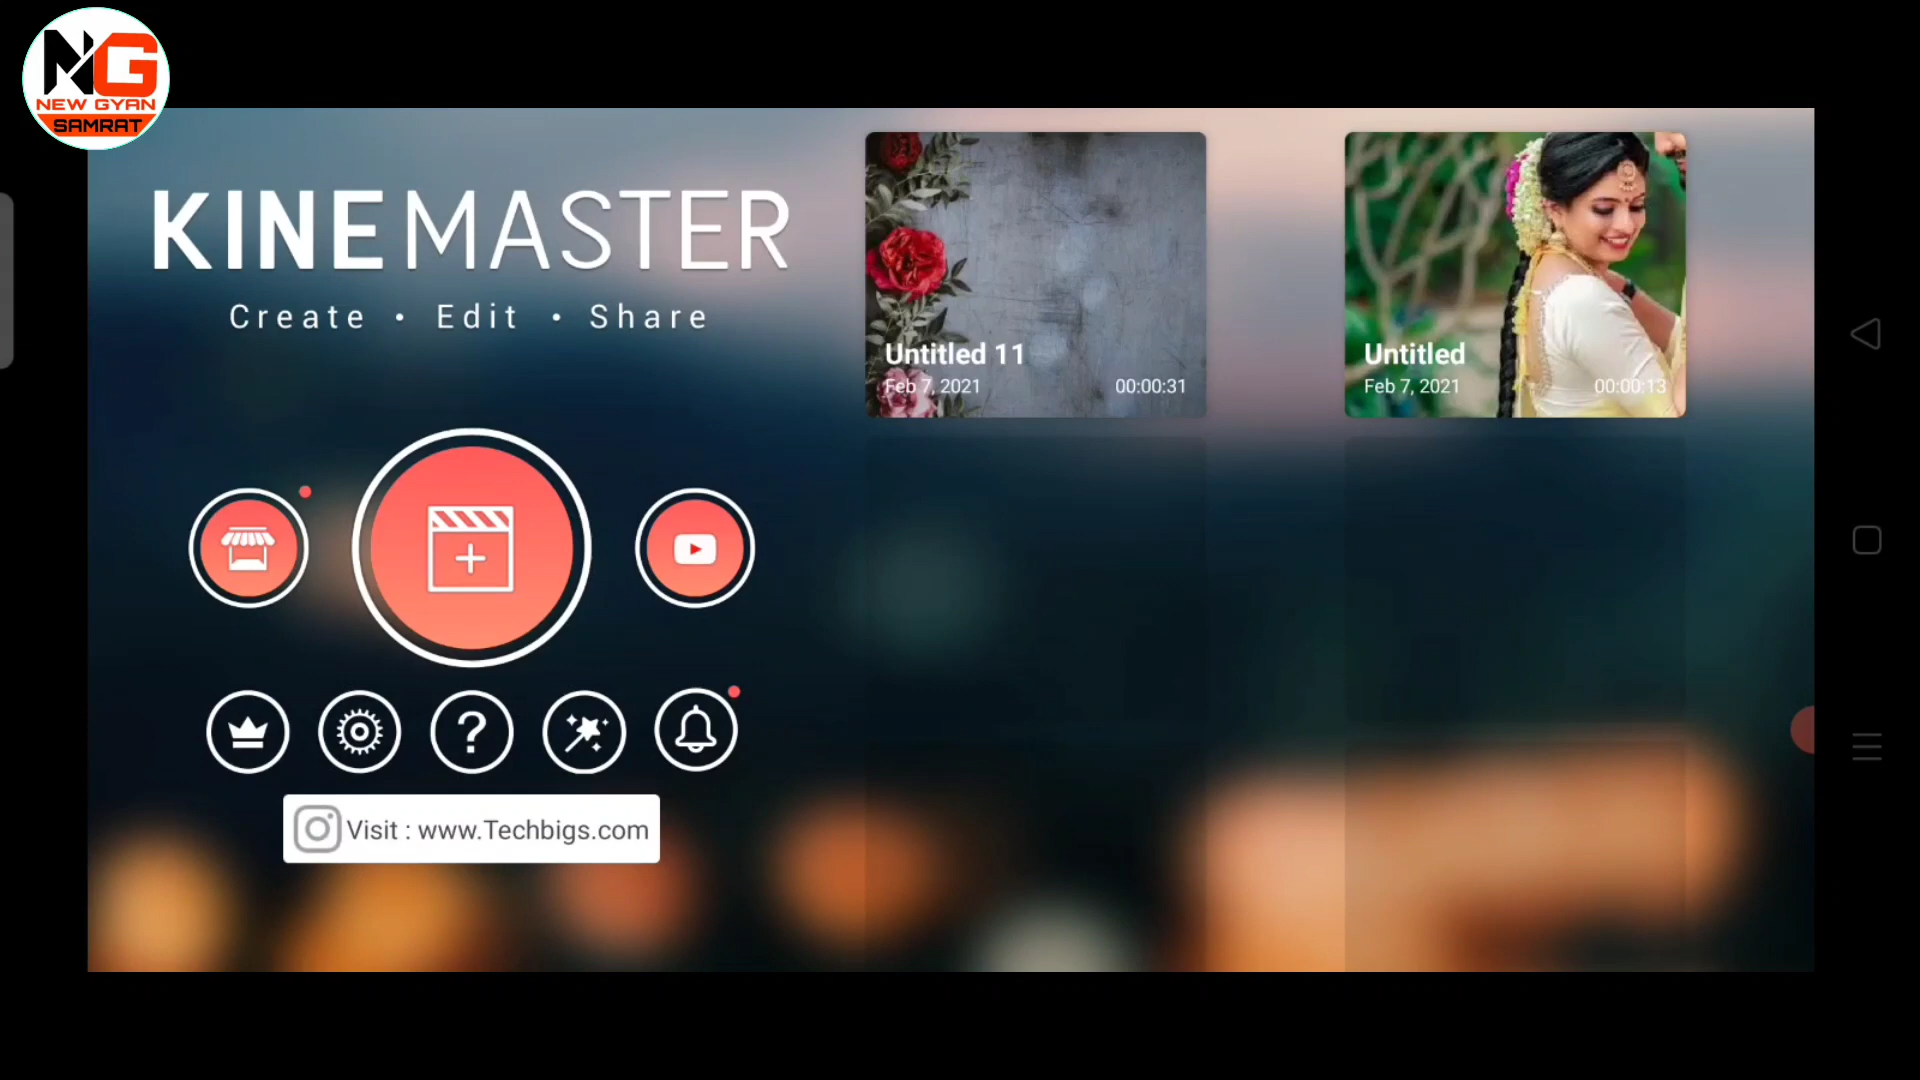 NG
NEW GYAN
SAMRAT
KINEMASTER
Create • Edit • Share
Untitled 11
Feb 7, 2021 00:00:31
Untitled
Feb 7, 2021 00:00:13
?
Visit : www.Techbigs.com